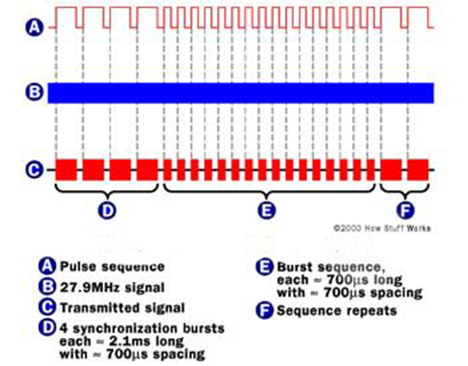 A
B
C
D E F
©2000 How Stuff Works
A Pulse sequence
B 27.9MHz signal
C Transmitted signal
D 4 synchronization bursts
each ≈ 2.1ms long
with ≈ 700µs spacing
E Burst sequence,
each ≈ 700µs long
with ≈ 700µs spacing
F Sequence repeats